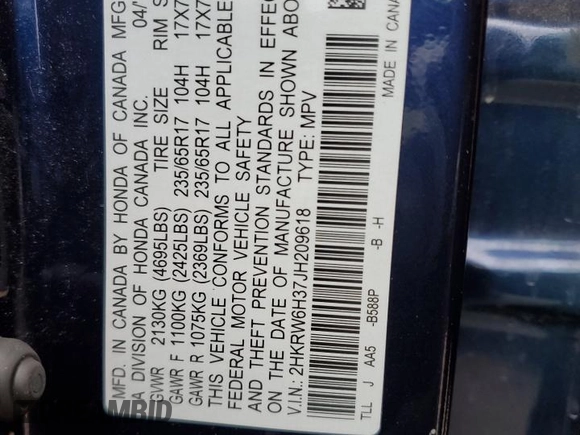 MFD. IN CANADA BY HONDA OF CANADA MFG
A DIVISION OF HONDA CANADA INC. 04/
GVWR 2130KG (4695LBS) TIRE SIZE RIM S
GAWR F 1100KG (2425LBS) 235/65R17 104H 17X7
GAWR R 1075KG (2369LBS) 235/65R17 104H 17X7
THIS VEHICLE CONFORMS TO ALL APPLICABLE
FEDERAL MOTOR VEHICLE SAFETY
AND THEFT PREVENTION STANDARDS IN EFFEC
ON THE DATE OF MANUFACTURE SHOWN ABO
V.I.N.: 2HKRW6H37JH209618 TYPE: MPV
TLL J AA5 -B588P -B -H MADE IN CANA
MBID